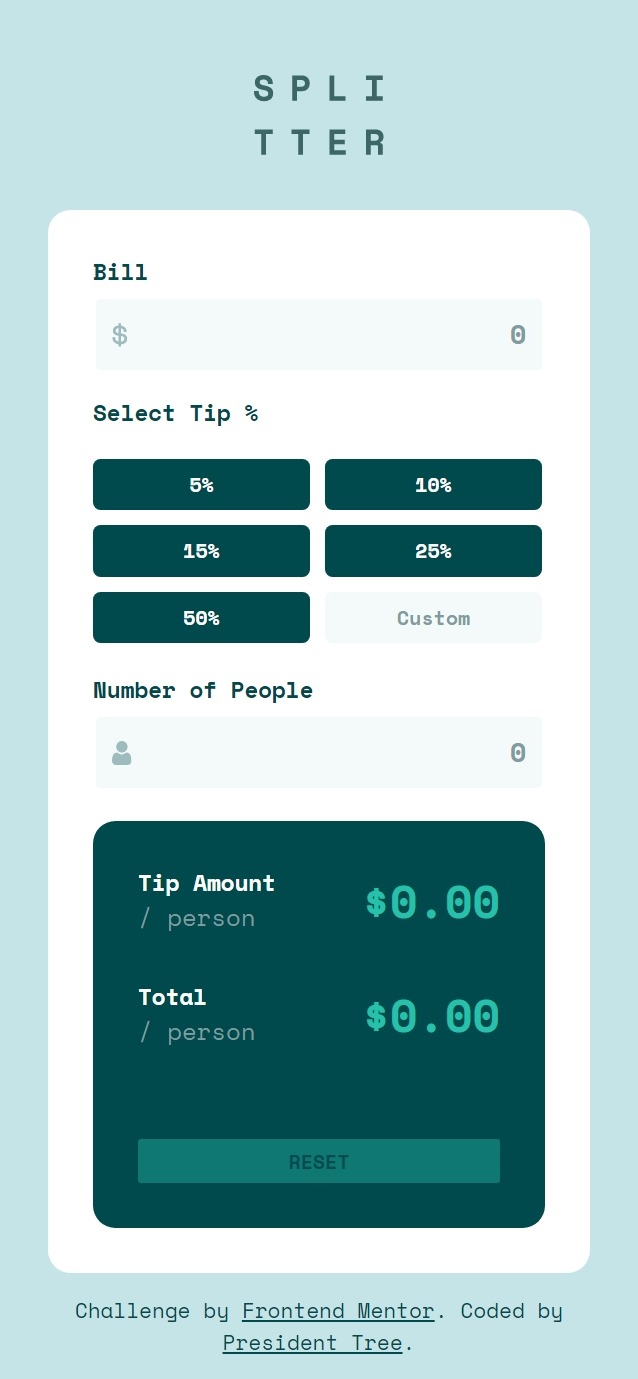 SPLI
TTER
Bill
$ 0
Select Tip %
5% 10%
15% 25%
50% Custom
Number of People
0
Tip Amount
/ person
$0.00
Total
/ person
$0.00
RESET
Challenge by Frontend Mentor. Coded by
President Tree.